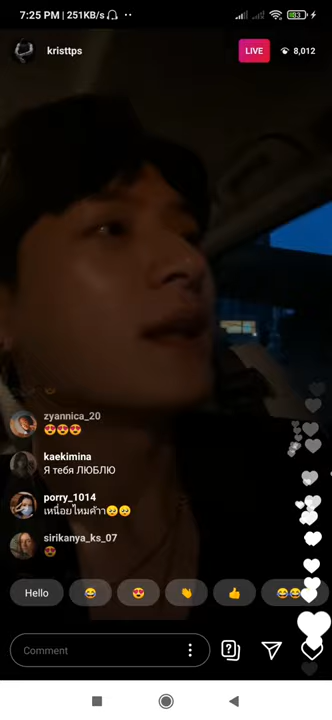 7:25 PM | 251KB/s
83
kristtps
LIVE
8,012
zyannica_20
😍😍😍
kaekimina
Я тебя ЛЮБЛЮ
porry_1014
เหนื่อยไหมค้าา🥺🥺
sirikanya_ks_07
😍
Hello
😂
😍
👏
👍
😂😂
Comment